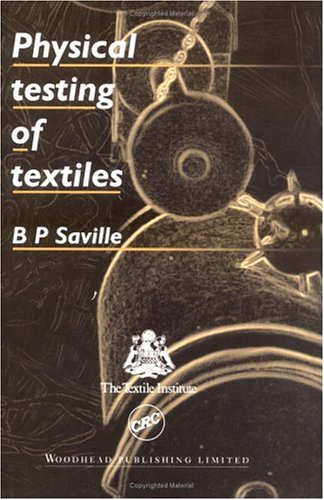 Physical
testing
of
textiles
B P Saville
The Textile Institute
CRC
WOODHEAD PUBLISHING LIMITED